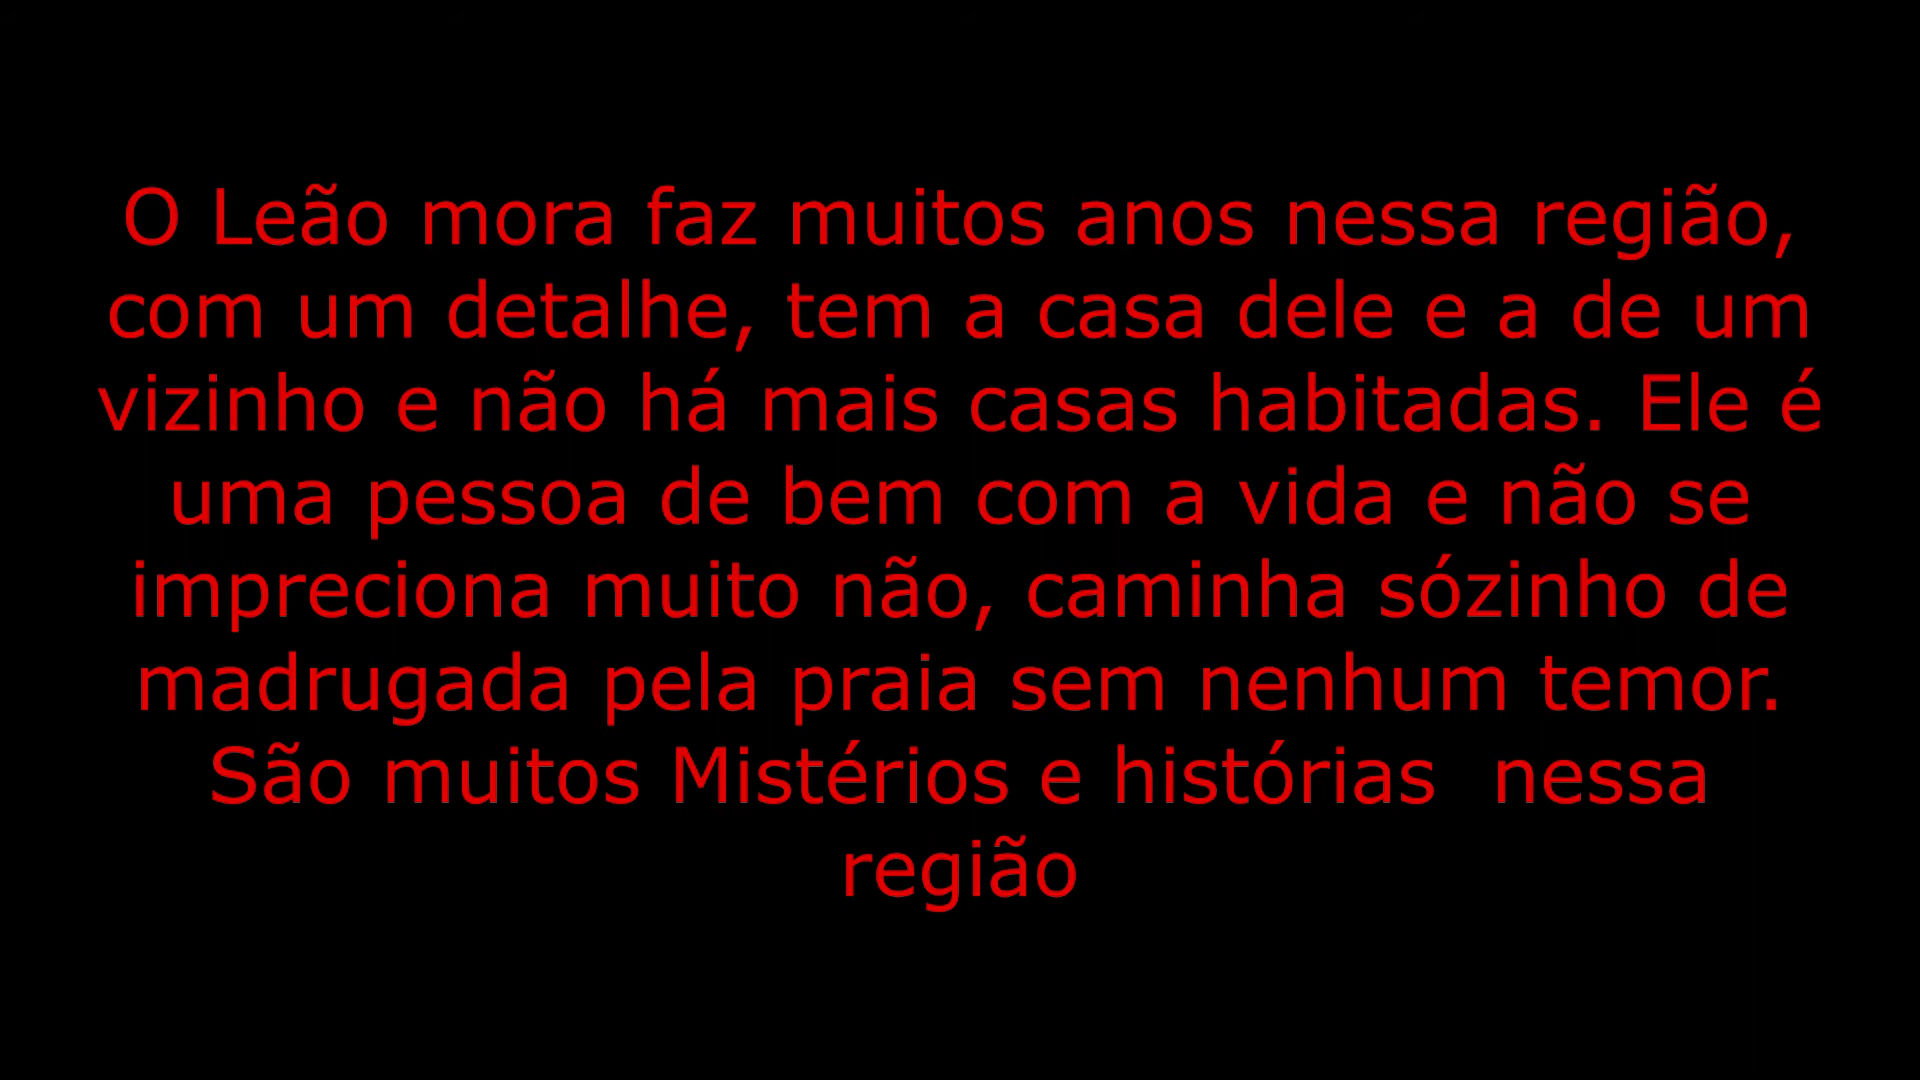 O Leão mora faz muitos anos nessa região,
com um detalhe, tem a casa dele e a de um
vizinho e não há mais casas habitadas. Ele é
uma pessoa de bem com a vida e não se
impreciona muito não, caminha sózinho de
madrugada pela praia sem nenhum temor.
São muitos Mistérios e histórias  nessa
região